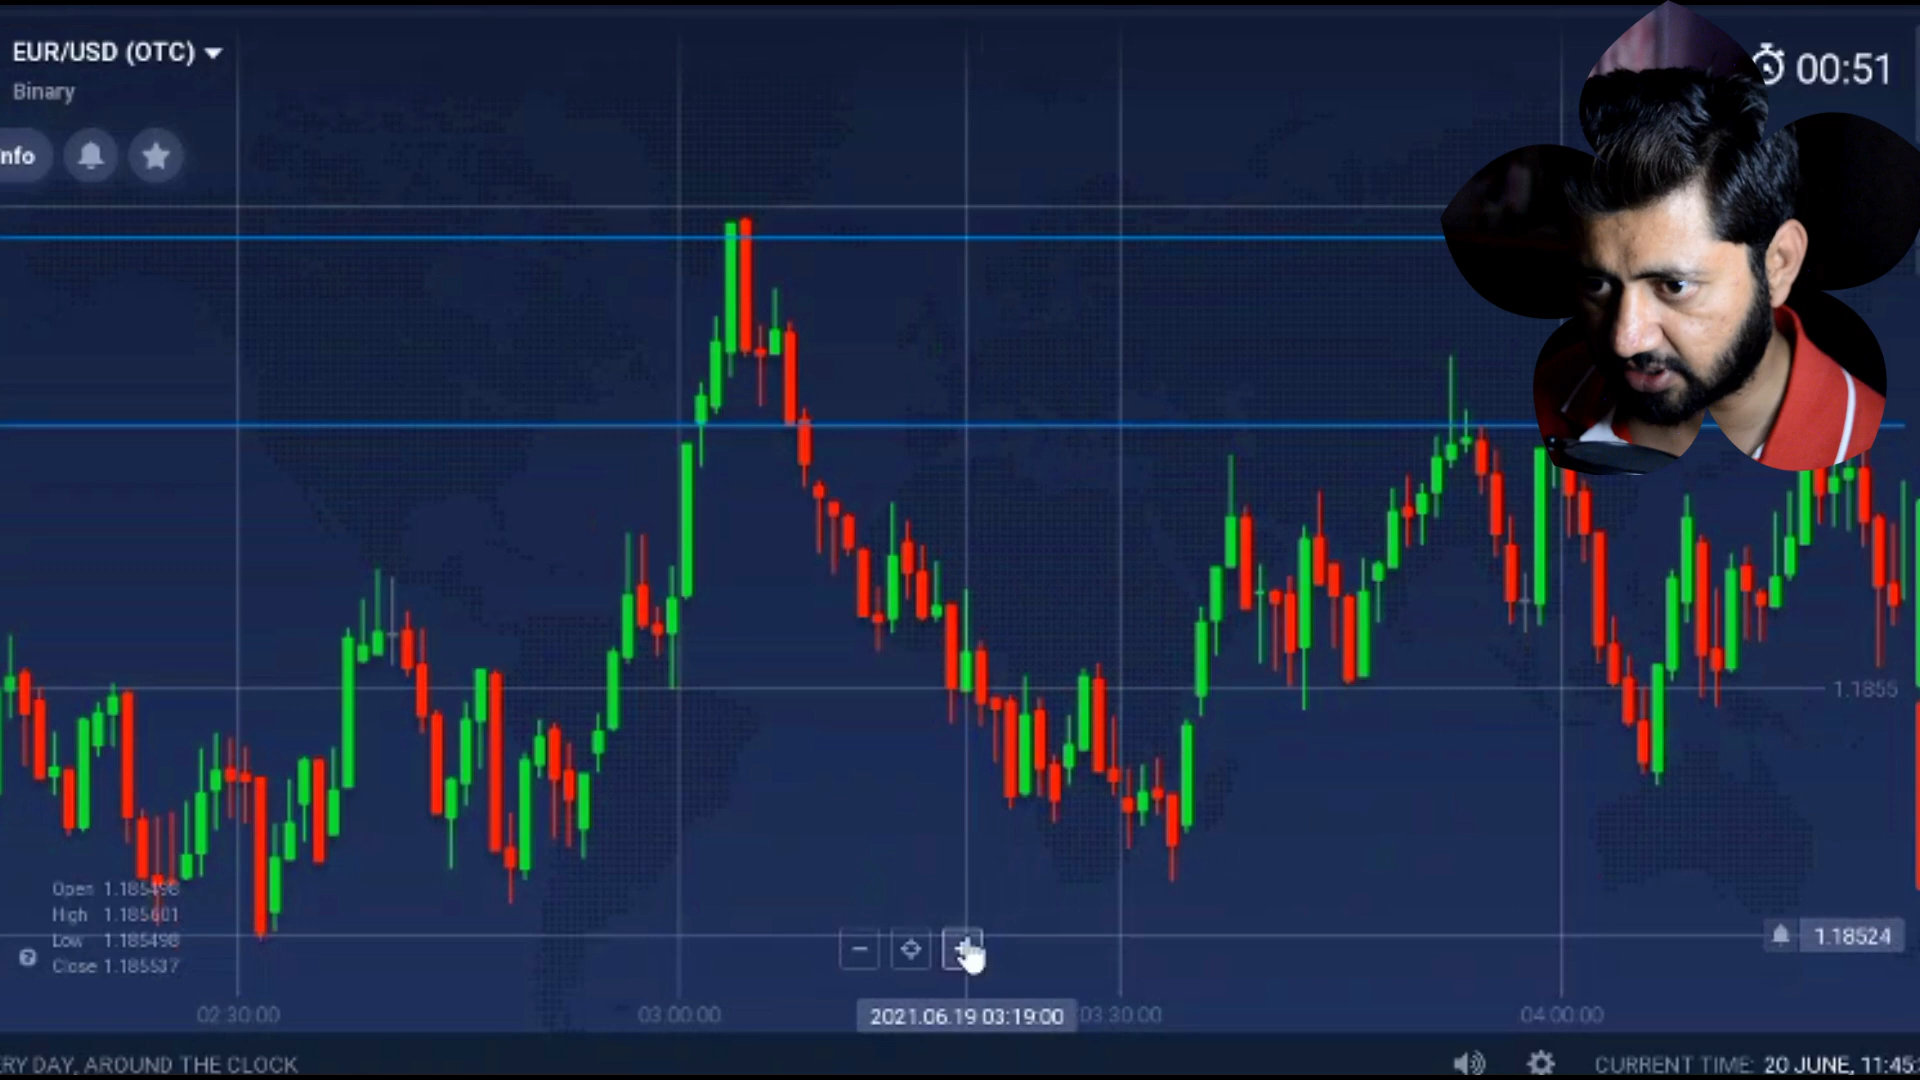 EUR/USD (OTC)
Binary
00:51
nfo
1.1855
Open 1.185498
High 1.185601
Low 1.185498
Close 1.185537
1.18524
02:30:00
03:00:00
2021.06.19 03:19:00
03:30:00
04:00:00
ERY DAY, AROUND THE CLOCK
CURRENT TIME: 20 JUNE, 11:45: